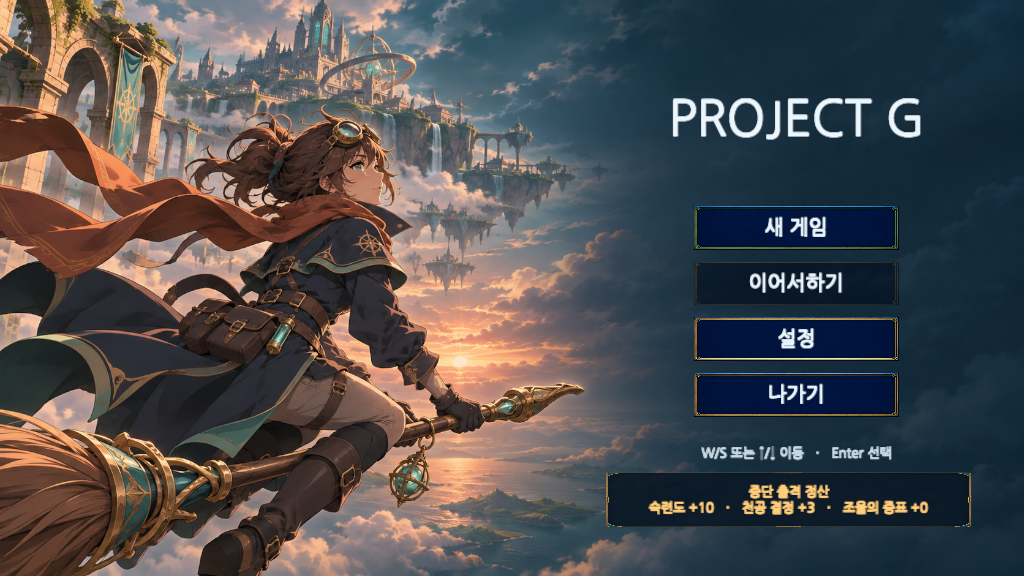 PROJECT G
새 게임
이어서하기
설정
나가기
W/S 또는 ↑/↓ 이동 · Enter 선택
중단 출격 정산
숙련드 +10 · 천공 결정 +3 · 조율의 증표 +0